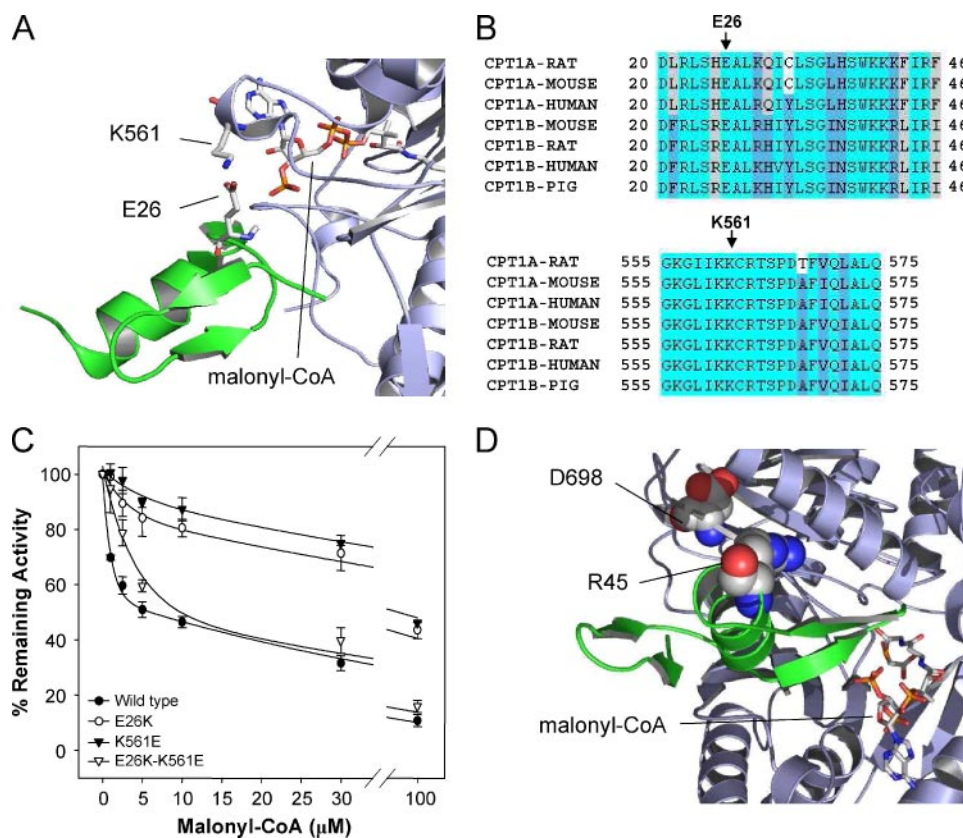 A
K561
E26
malonyl-CoA
B
E26
CPT1A-RAT 20 DLRLSHEALKQICLSGLHSWKKKFIRF 46
CPT1A-MOUSE 20 DLRLSHEALKQICLSGLHSWKKKFIRF 46
CPT1A-HUMAN 20 DLRLSHEALRQIYLSGLHSWKKKFIRF 46
CPT1B-MOUSE 20 DFRLSREALRHIYLSGINSWKKRLIRI 46
CPT1B-RAT 20 DFRLSREALRHIYLSGINSWKKRLIRI 46
CPT1B-HUMAN 20 DFRLSREALKHVYLSGINSWKKRLIRI 46
CPT1B-PIG 20 DFRLSREALKHIYLSGINSWKKRLIRI 46
K561
CPT1A-RAT 555 GKGIIKKCRTSPDTFVQLALQ 575
CPT1A-MOUSE 555 GKGLIKKCRTSPDAFIQLALQ 575
CPT1A-HUMAN 555 GKGLIKKCRTSPDAFIQLALQ 575
CPT1B-MOUSE 555 GKGLIKKCRTSPDAFVQIALQ 575
CPT1B-RAT 555 GKGLIKKCRTSPDAFVQIALQ 575
CPT1B-HUMAN 555 GKGLIKKCRTSPDAFVQIALQ 575
CPT1B-PIG 555 GKGLIKKCRTSPDAFVQIALQ 575
C
% Remaining Activity
100
80
60
40
20
0
Wild type
E26K
K561E
E26K-K561E
0 5 10 15 20 25 30 100
Malonyl-CoA (µM)
D
D698
R45
malonyl-CoA